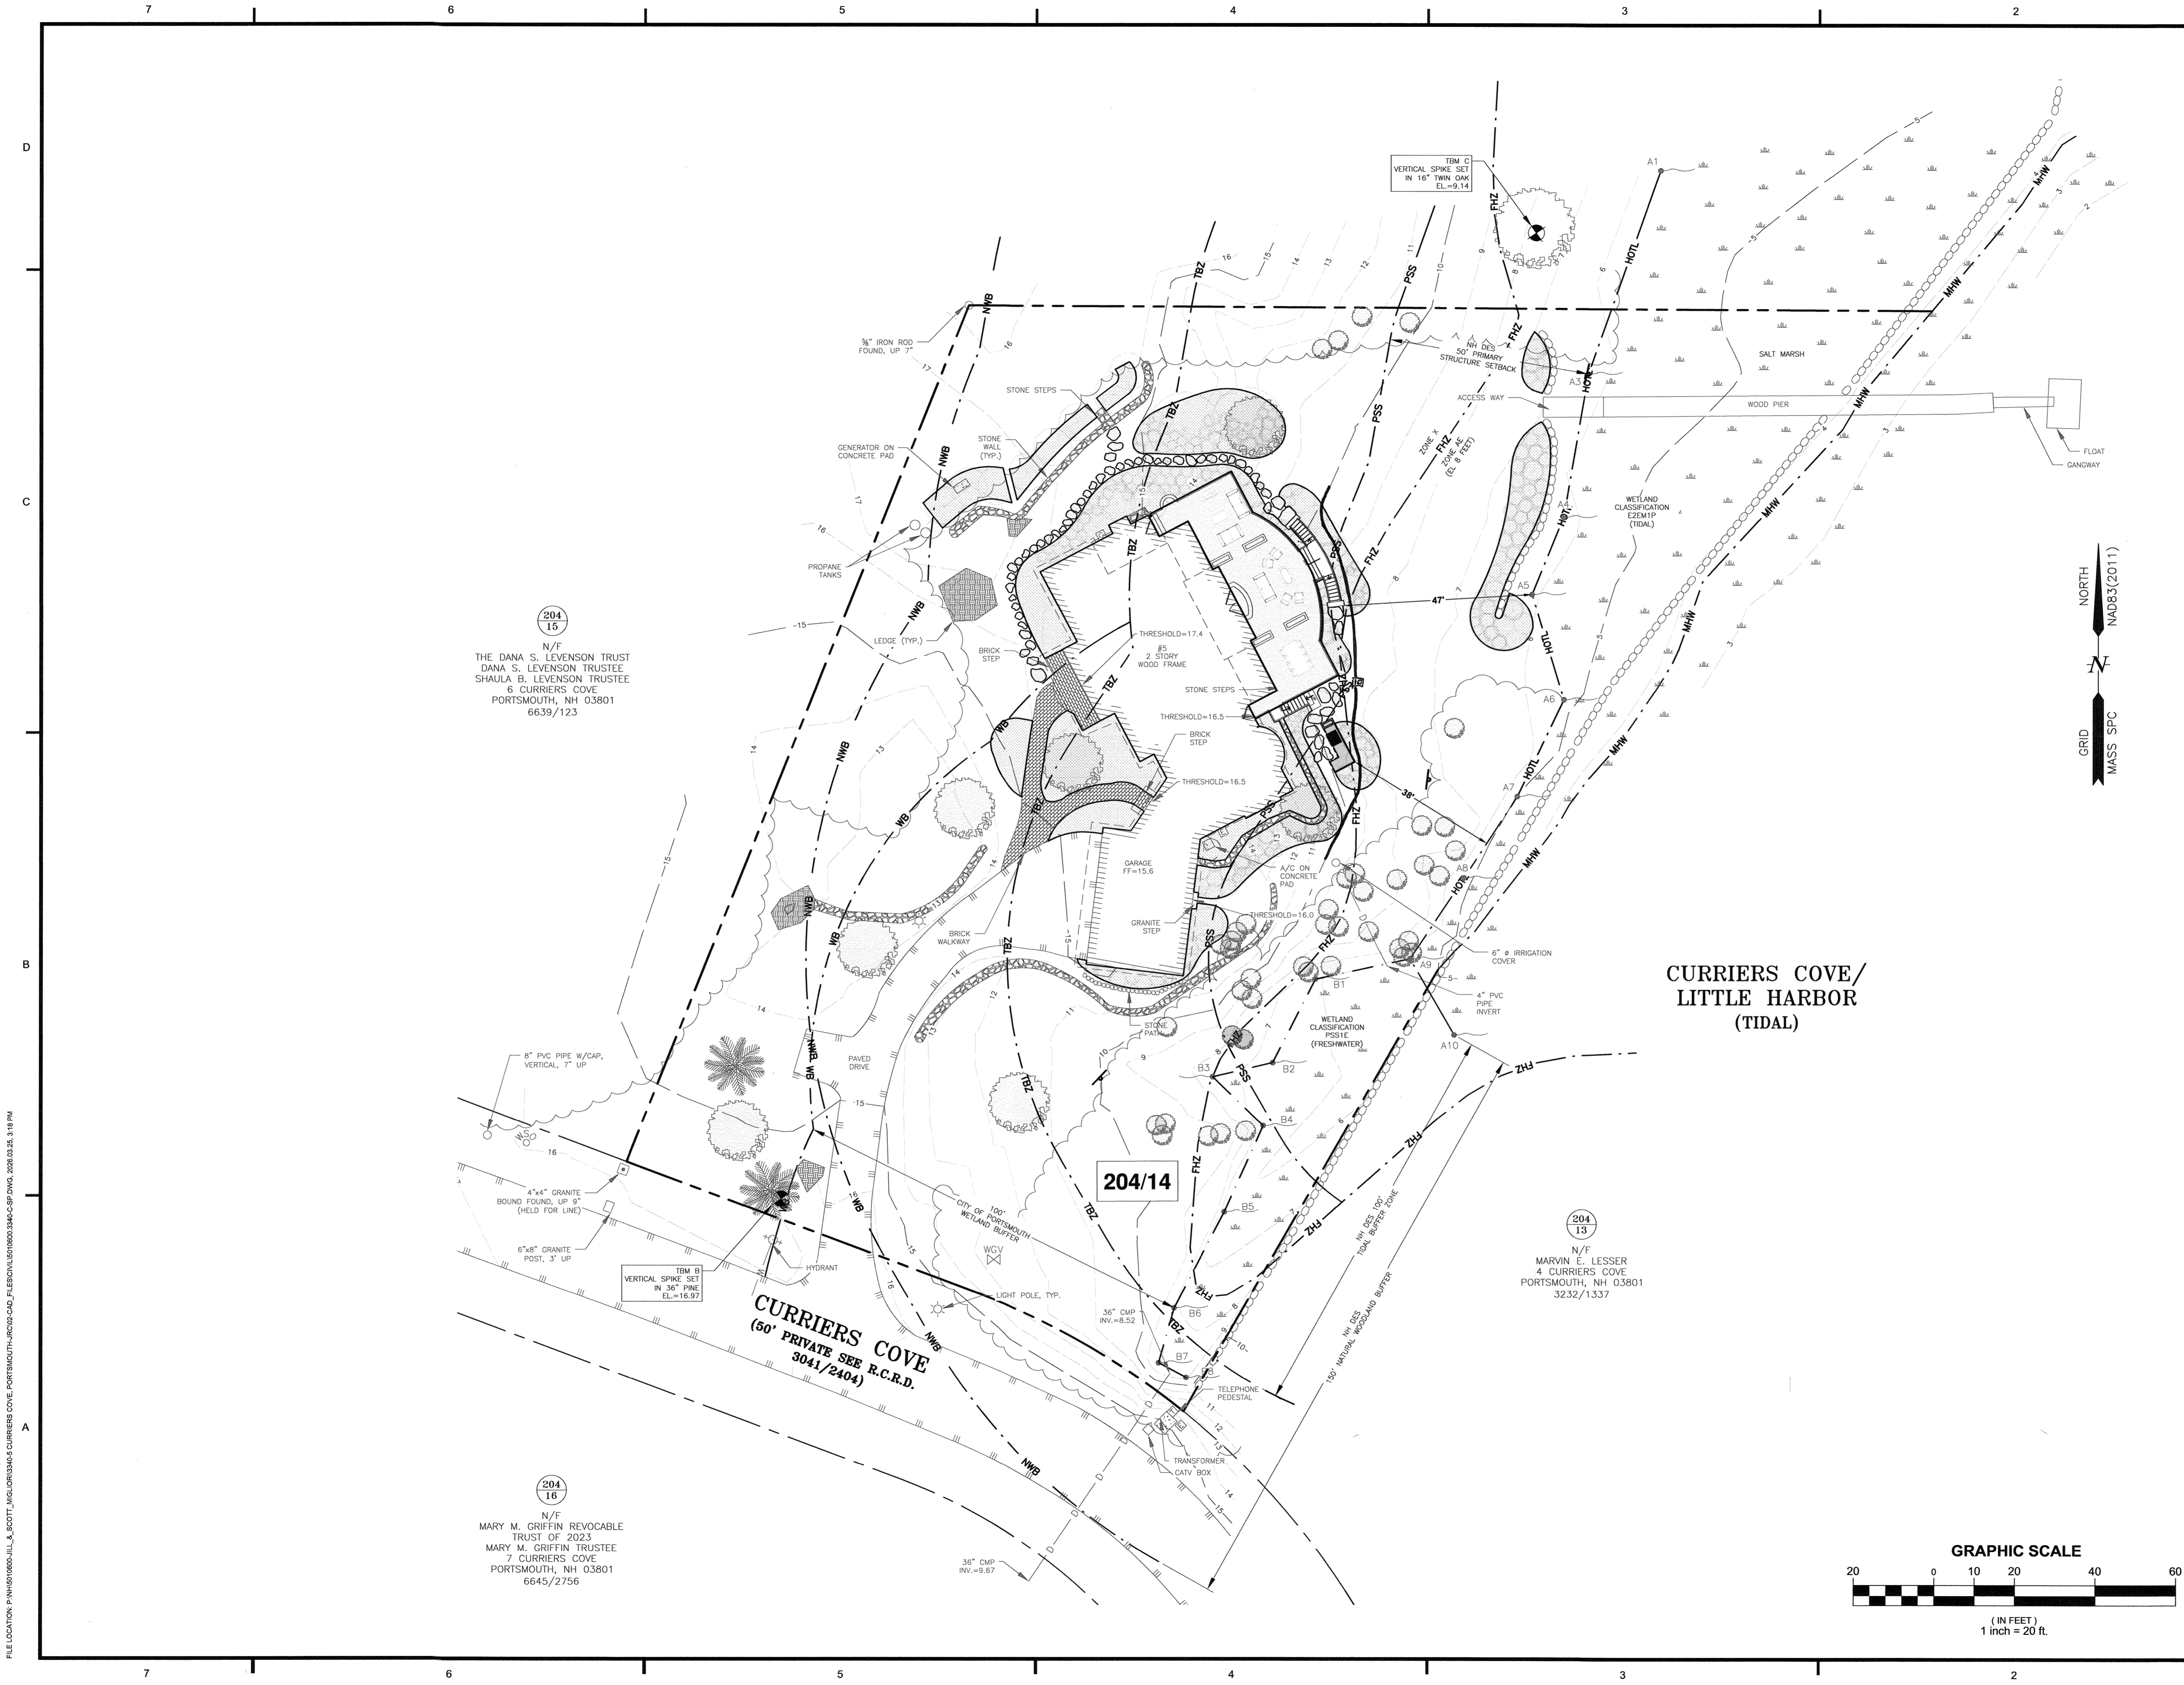 7 6 5 4 3 2
D
C
B
A
TBM C
VERTICAL SPIKE SET
IN 16" TWIN OAK
EL.=9.14
A1
5/8" IRON ROD
FOUND, UP 7"
NH DES
50' PRIMARY
STRUCTURE SETBACK
SALT MARSH
A3
ACCESS WAY
WOOD PIER
FLOAT
GANGWAY
STONE STEPS
STONE
WALL
(TYP.)
GENERATOR ON
CONCRETE PAD
ZONE X
ZONE AE
(EL 8 FEET)
WETLAND
CLASSIFICATION
E2EM1P
(TIDAL)
A4
PROPANE
TANKS
A5
47'
LEDGE (TYP.)
BRICK
STEP
THRESHOLD=17.4
#5
2 STORY
WOOD FRAME
STONE STEPS
THRESHOLD=16.5
BRICK
STEP
THRESHOLD=16.5
A6
A7
38'
A8
GARAGE
FF=15.6
A/C ON
CONCRETE
PAD
GRANITE
STEP
THRESHOLD=16.0
BRICK
WALKWAY
6" ø IRRIGATION
COVER
A9
B1
4" PVC
PIPE
INVERT
A10
STONE
PATH
WETLAND
CLASSIFICATION
PSS1E
(FRESHWATER)
B2
B3
B4
B5
B6
B7
B8
204
15
N/F
THE DANA S. LEVENSON TRUST
DANA S. LEVENSON TRUSTEE
SHAULA B. LEVENSON TRUSTEE
6 CURRIERS COVE
PORTSMOUTH, NH 03801
6639/123
8" PVC PIPE W/CAP,
VERTICAL, 7" UP
WSO
PAVED
DRIVE
4"x4" GRANITE
BOUND FOUND, UP 9"
(HELD FOR LINE)
6"x8" GRANITE
POST, 3' UP
TBM B
VERTICAL SPIKE SET
IN 36" PINE
EL.=16.97
HYDRANT
100'
CITY OF PORTSMOUTH
WETLAND BUFFER
WGV
LIGHT POLE, TYP.
204/14
36" CMP
INV.=8.52
TELEPHONE
PEDESTAL
TRANSFORMER
CATV BOX
36" CMP
INV.=9.67
NH DES 100'
TIDAL BUFFER ZONE
NH DES
150' NATURAL WOODLAND BUFFER
CURRIERS COVE
(50' PRIVATE SEE R.C.R.D.
3041/2404)
CURRIERS COVE/
LITTLE HARBOR
(TIDAL)
204
13
N/F
MARVIN E. LESSER
4 CURRIERS COVE
PORTSMOUTH, NH 03801
3232/1337
204
16
N/F
MARY M. GRIFFIN REVOCABLE
TRUST OF 2023
MARY M. GRIFFIN TRUSTEE
7 CURRIERS COVE
PORTSMOUTH, NH 03801
6645/2756
NORTH
NAD83(2011)
N
GRID
MASS SPC
NWB
WB
TBZ
PSS
FHZ
HOTL
MHW
GRAPHIC SCALE
20 0 10 20 40 60
( IN FEET )
1 inch = 20 ft.
7 6 5 4 3 2